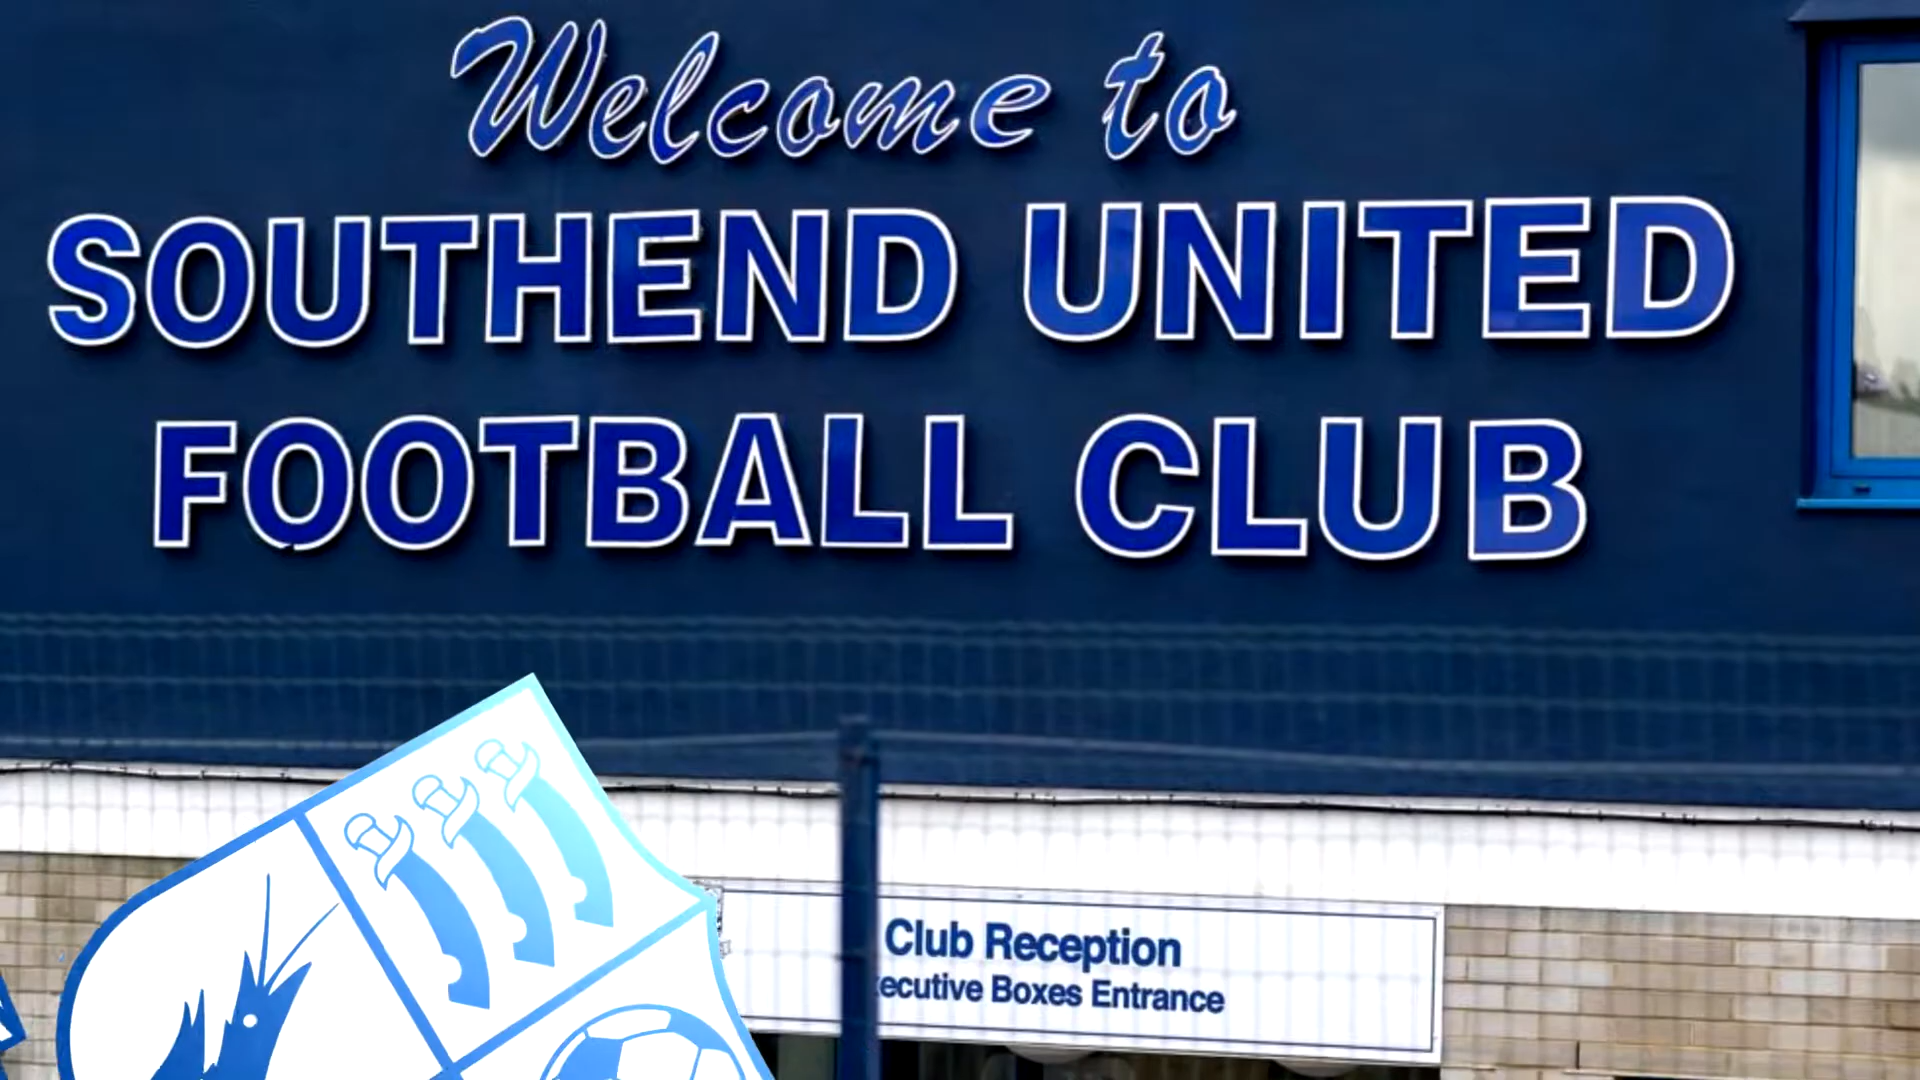 Welcome to
SOUTHEND UNITED
FOOTBALL CLUB
Club Reception
ecutive Boxes Entrance